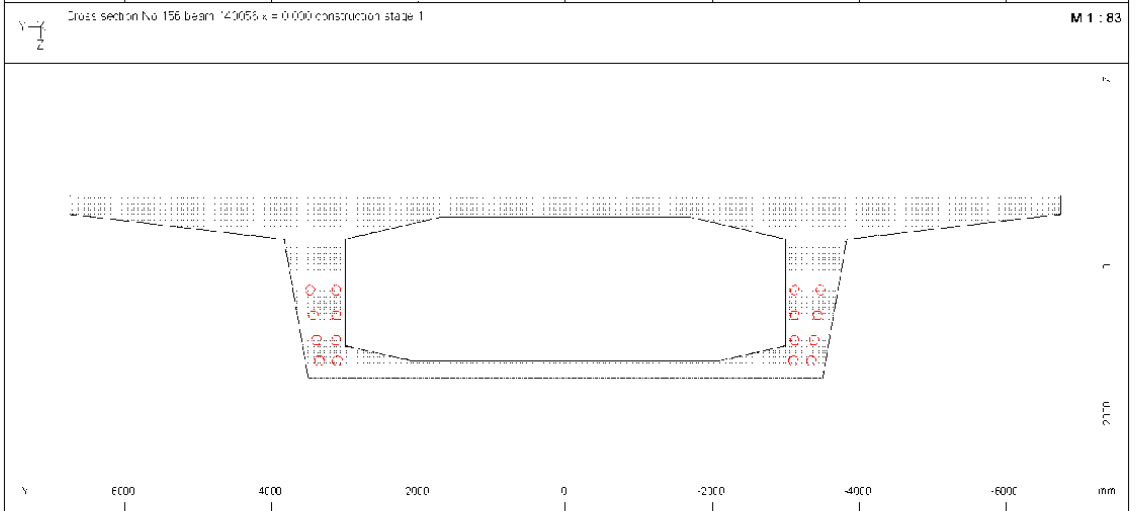 Cross section No 156 beam 140056 x = 0.000 construction stage 1
M 1 : 83
Y
Z
Y 6000 4000 2000 0 -2000 -4000 -6000 mm